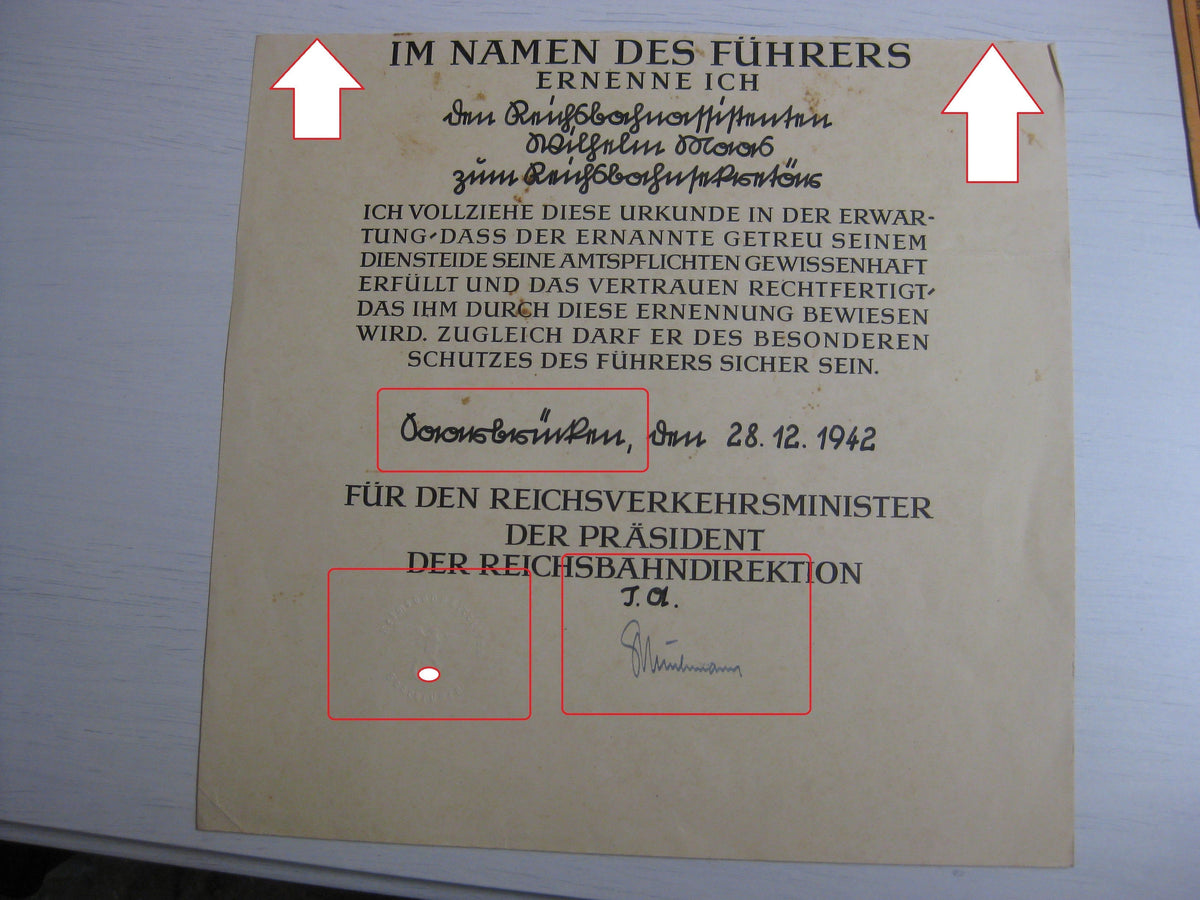 IM NAMEN DES FÜHRERS
ERNENNE ICH
den Reichsbahnassistenten
Wilhelm Maas
zum Reichsbahnsekretär
ICH VOLLZIEHE DIESE URKUNDE IN DER ERWAR-
TUNG, DASS DER ERNANNTE GETREU SEINEM
DIENSTEIDE SEINE AMTSPFLICHTEN GEWISSENHAFT
ERFÜLLT UND DAS VERTRAUEN RECHTFERTIGT,
DAS IHM DURCH DIESE ERNENNUNG BEWIESEN
WIRD. ZUGLEICH DARF ER DES BESONDEREN
SCHUTZES DES FÜHRERS SICHER SEIN.
Saarbrücken, den 28. 12. 1942
FÜR DEN REICHSVERKEHRSMINISTER
DER PRÄSIDENT
DER REICHSBAHNDIREKTION
I. A.